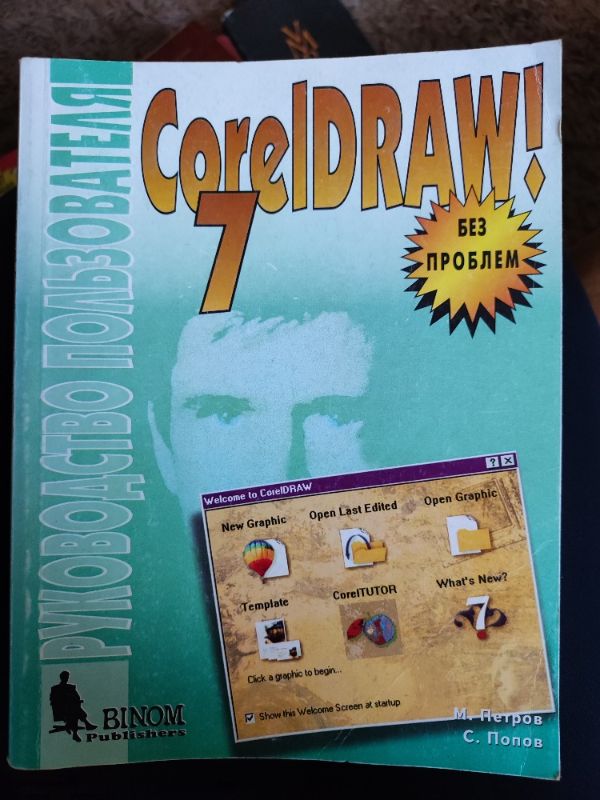 РУКОВОДСТВО ПОЛЬЗОВАТЕЛЯ
CorelDRAW!
7
БЕЗ
ПРОБЛЕМ
Welcome to CorelDRAW
New Graphic
Open Last Edited
Open Graphic
Template
CorelTUTOR
What's New?
7
Click a graphic to begin...
Show this Welcome Screen at startup
М. Петров
С. Попов
BINOM
Publishers